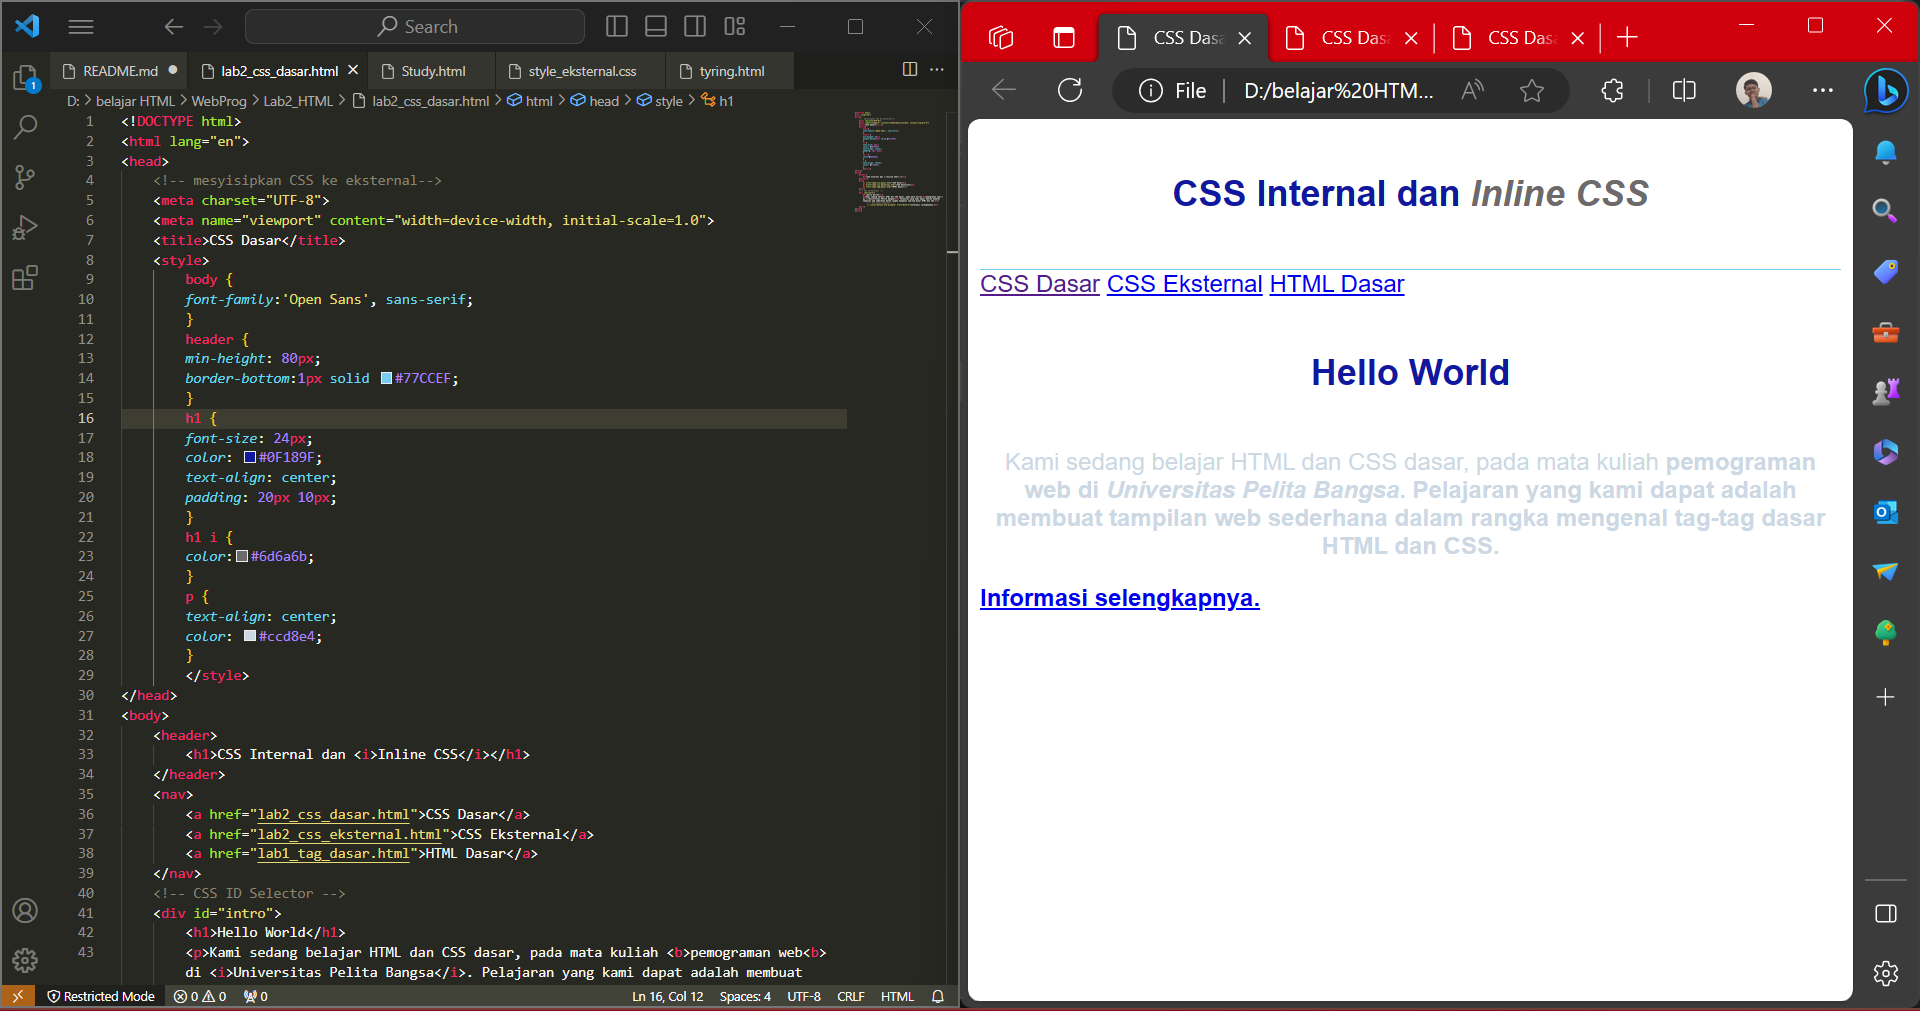 Search
README.md
lab2_css_dasar.html
Study.html
style_eksternal.css
tyring.html
D: > belajar HTML > WebProg > Lab2_HTML > lab2_css_dasar.html > html > head > style > h1
1 <!DOCTYPE html>
2 <html lang="en">
3 <head>
4 <!-- mesyisipkan CSS ke eksternal-->
5 <meta charset="UTF-8">
6 <meta name="viewport" content="width=device-width, initial-scale=1.0">
7 <title>CSS Dasar</title>
8 <style>
9 body {
10 font-family:'Open Sans', sans-serif;
11 }
12 header {
13 min-height: 80px;
14 border-bottom:1px solid #77CCEF;
15 }
16 h1 {
17 font-size: 24px;
18 color: #0F189F;
19 text-align: center;
20 padding: 20px 10px;
21 }
22 h1 i {
23 color:#6d6a6b;
24 }
25 p {
26 text-align: center;
27 color: #ccd8e4;
28 }
29 </style>
30 </head>
31 <body>
32 <header>
33 <h1>CSS Internal dan <i>Inline CSS</i></h1>
34 </header>
35 <nav>
36 <a href="lab2_css_dasar.html">CSS Dasar</a>
37 <a href="lab2_css_eksternal.html">CSS Eksternal</a>
38 <a href="lab1_tag_dasar.html">HTML Dasar</a>
39 </nav>
40 <!-- CSS ID Selector -->
41 <div id="intro">
42 <h1>Hello World</h1>
43 <p>Kami sedang belajar HTML dan CSS dasar, pada mata kuliah <b>pemograman web<b>
di <i>Universitas Pelita Bangsa</i>. Pelajaran yang kami dapat adalah membuat
1
Restricted Mode 0 0 0 Ln 16, Col 12 Spaces: 4 UTF-8 CRLF HTML
CSS Das
CSS Das
CSS Das
File D:/belajar%20HTM...
CSS Internal dan Inline CSS
CSS Dasar CSS Eksternal HTML Dasar
Hello World
Kami sedang belajar HTML dan CSS dasar, pada mata kuliah pemograman
web di Universitas Pelita Bangsa. Pelajaran yang kami dapat adalah
membuat tampilan web sederhana dalam rangka mengenal tag-tag dasar
HTML dan CSS.
Informasi selengkapnya.